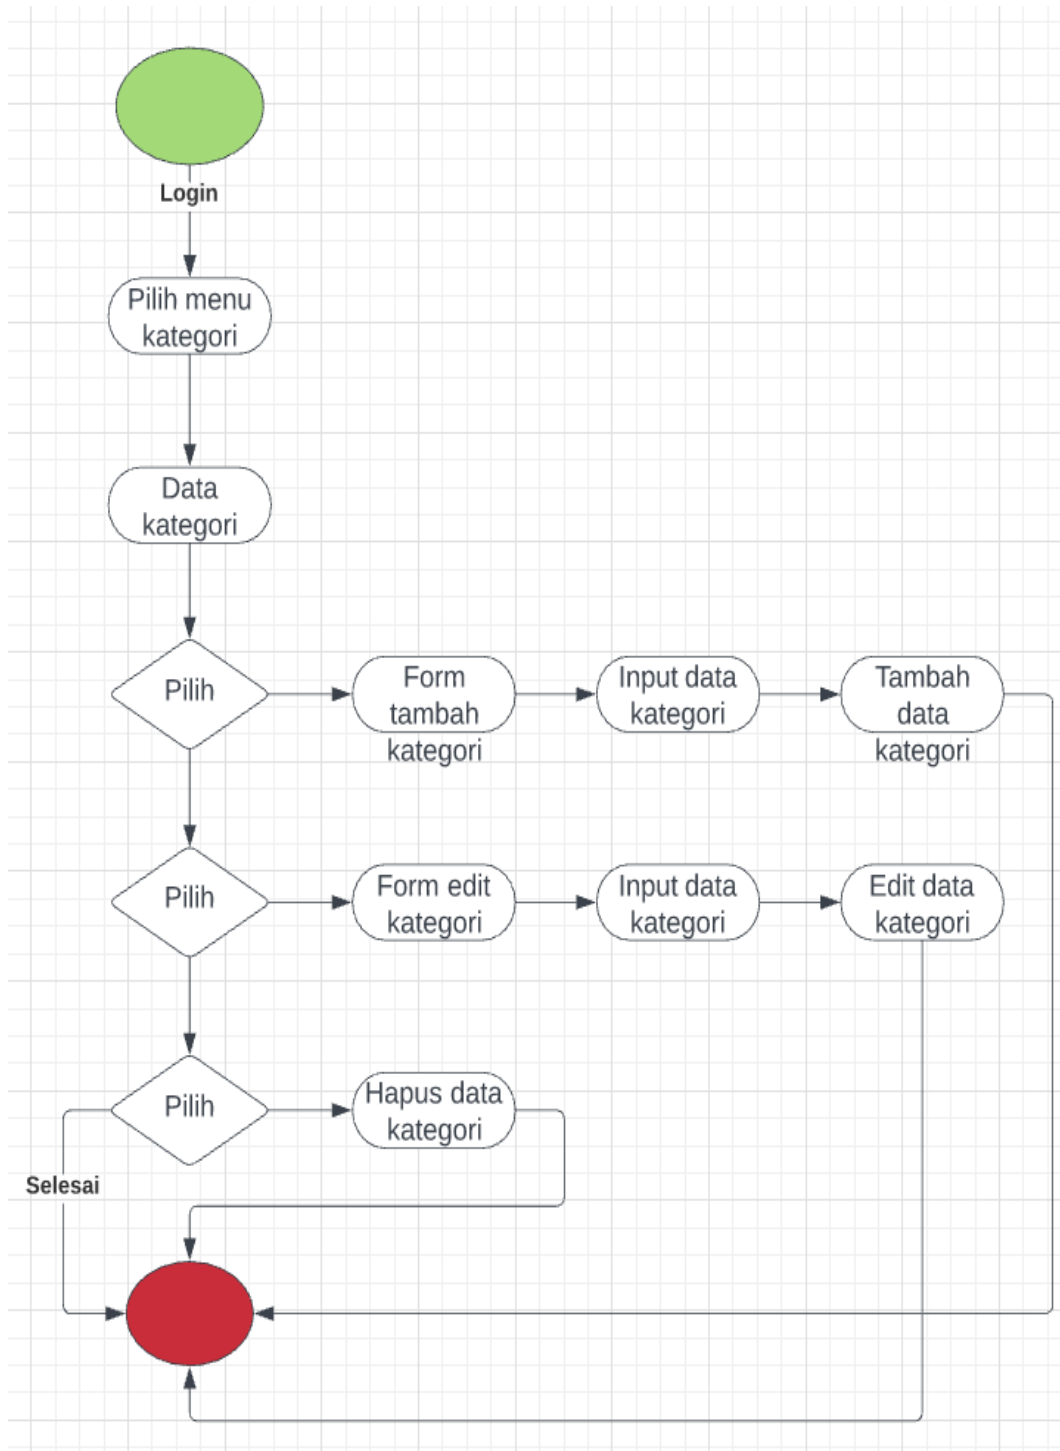 Login
Pilih menu
kategori
Data
kategori
Pilih
Form
tambah
kategori
Input data
kategori
Tambah
data
kategori
Pilih
Form edit
kategori
Input data
kategori
Edit data
kategori
Pilih
Hapus data
kategori
Selesai